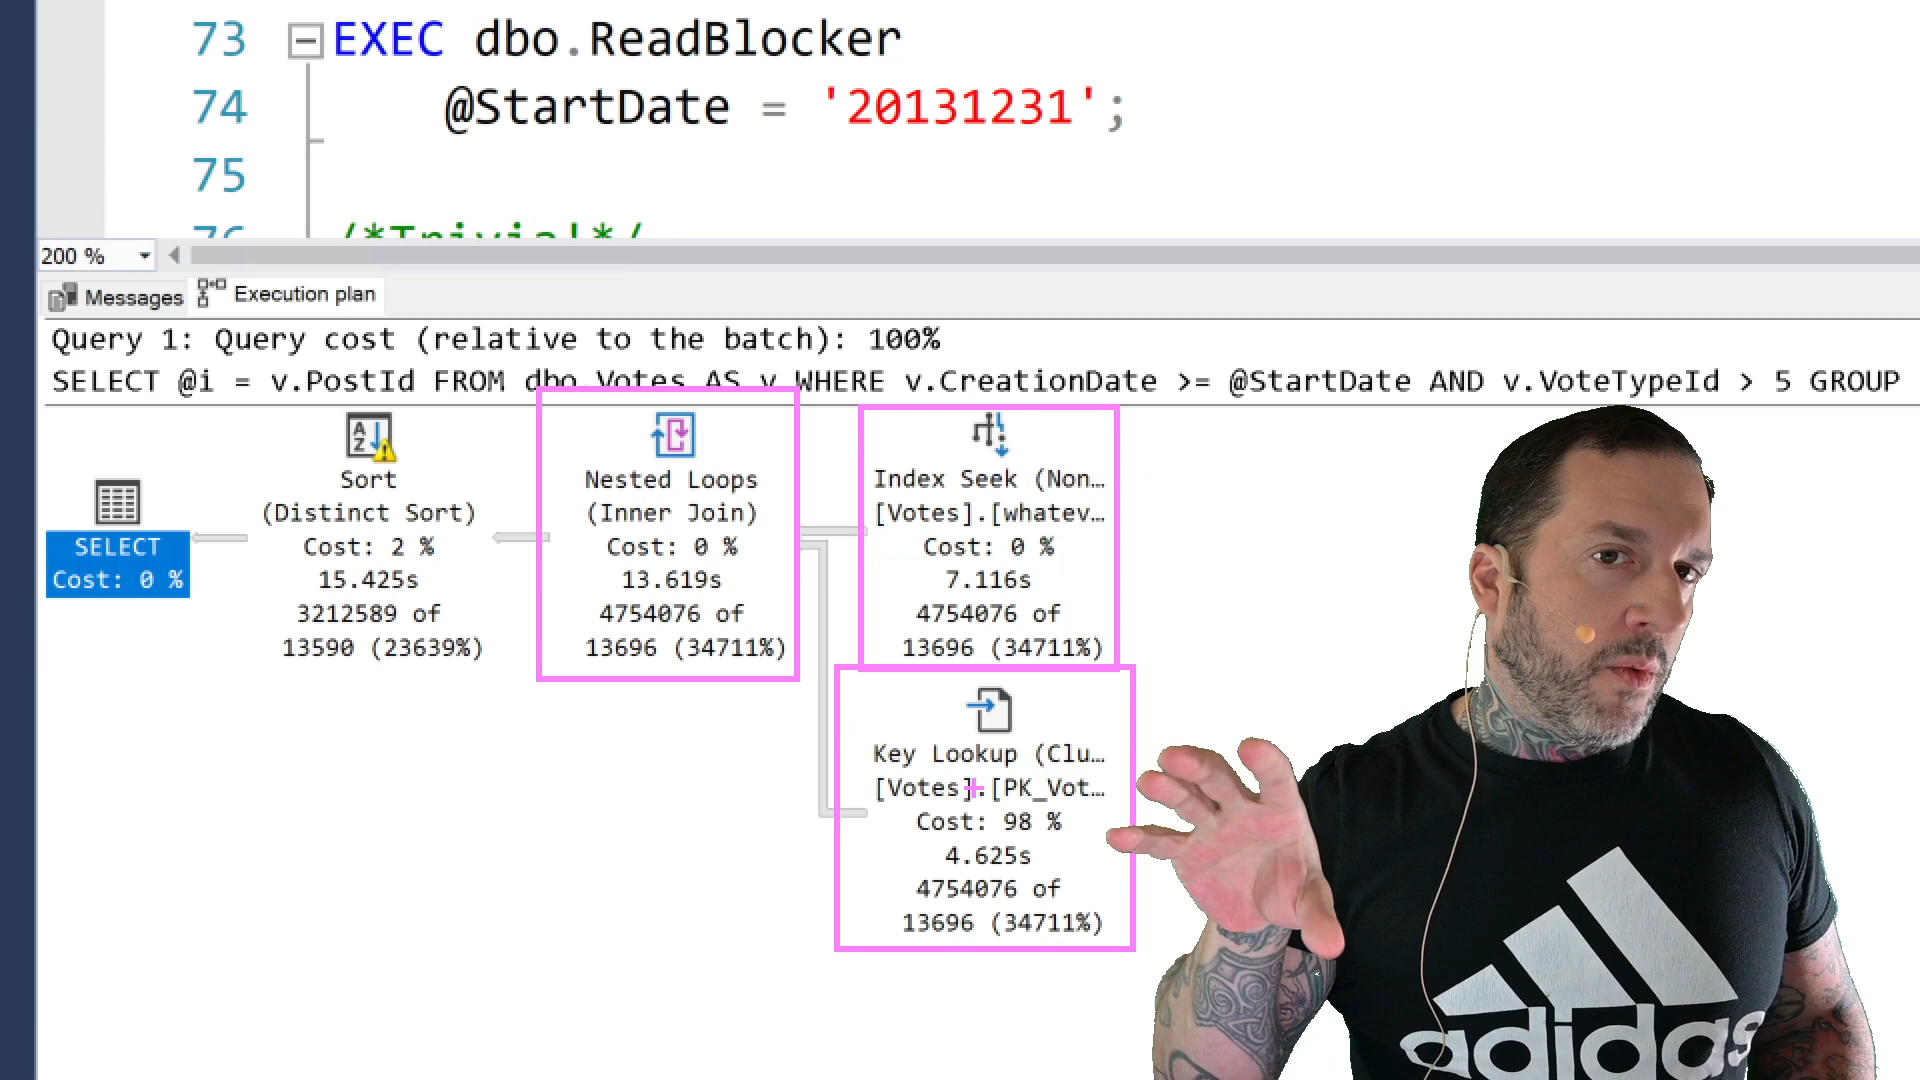 73 EXEC dbo.ReadBlocker
74 @StartDate = '20131231';
75
76 /*Trivial*/
200 %
Messages Execution plan
Query 1: Query cost (relative to the batch): 100%
SELECT @i = v.PostId FROM dbo.Votes AS v WHERE v.CreationDate >= @StartDate AND v.VoteTypeId > 5 GROUP
SELECT
Cost: 0 %
Sort
(Distinct Sort)
Cost: 2 %
15.425s
3212589 of
13590 (23639%)
Nested Loops
(Inner Join)
Cost: 0 %
13.619s
4754076 of
13696 (34711%)
Index Seek (Non…
[Votes].[whatev…
Cost: 0 %
7.116s
4754076 of
13696 (34711%)
Key Lookup (Clu…
[Votes].[PK_Vot…
Cost: 98 %
4.625s
4754076 of
13696 (34711%)
adidas